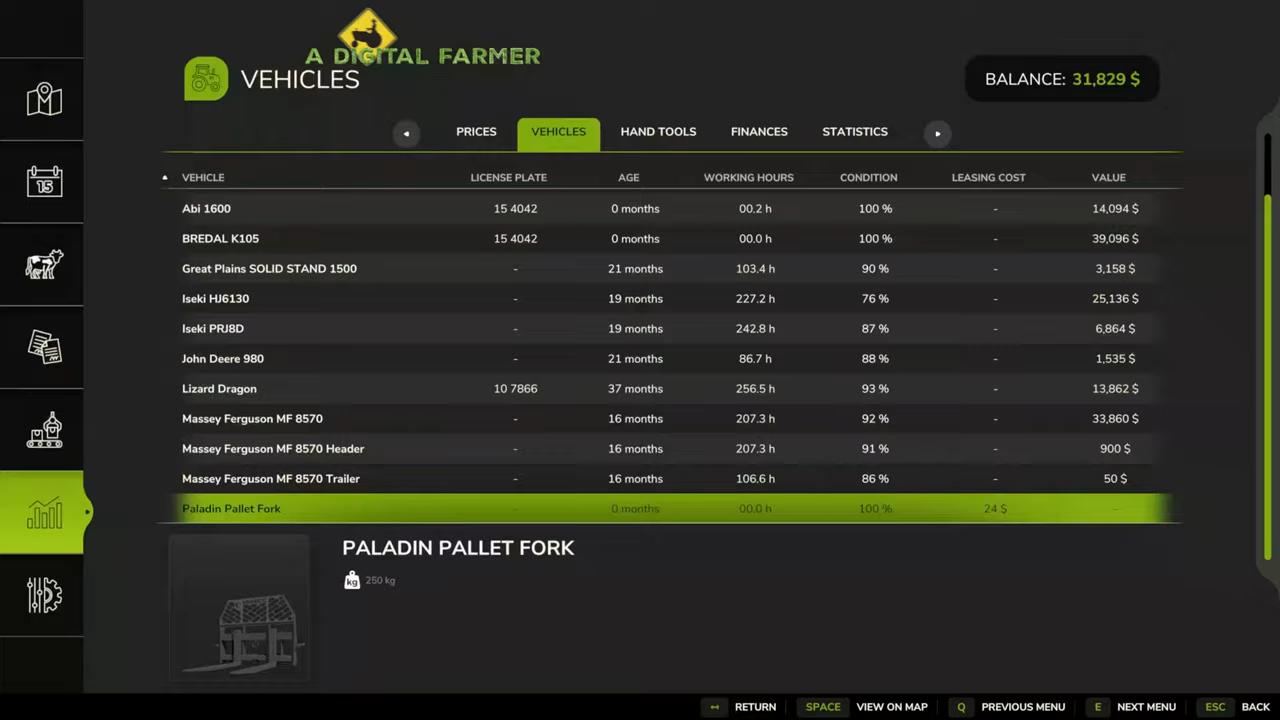 A DIGITAL FARMER
VEHICLES
BALANCE: 31,829 $
PRICES VEHICLES HAND TOOLS FINANCES STATISTICS
VEHICLE LICENSE PLATE AGE WORKING HOURS CONDITION LEASING COST VALUE
Abi 1600 15 4042 0 months 00.2 h 100 % - 14,094 $
BREDAL K105 15 4042 0 months 00.0 h 100 % - 39,096 $
Great Plains SOLID STAND 1500 - 21 months 103.4 h 90 % - 3,158 $
Iseki HJ6130 - 19 months 227.2 h 76 % - 25,136 $
Iseki PRJ8D - 19 months 242.8 h 87 % - 6,864 $
John Deere 980 - 21 months 86.7 h 88 % - 1,535 $
Lizard Dragon 10 7866 37 months 256.5 h 93 % - 13,862 $
Massey Ferguson MF 8570 - 16 months 207.3 h 92 % - 33,860 $
Massey Ferguson MF 8570 Header - 16 months 207.3 h 91 % - 900 $
Massey Ferguson MF 8570 Trailer - 16 months 106.6 h 86 % - 50 $
Paladin Pallet Fork - 0 months 00.0 h 100 % 24 $ -
PALADIN PALLET FORK
kg 250 kg
15
RETURN SPACE VIEW ON MAP Q PREVIOUS MENU E NEXT MENU ESC BACK